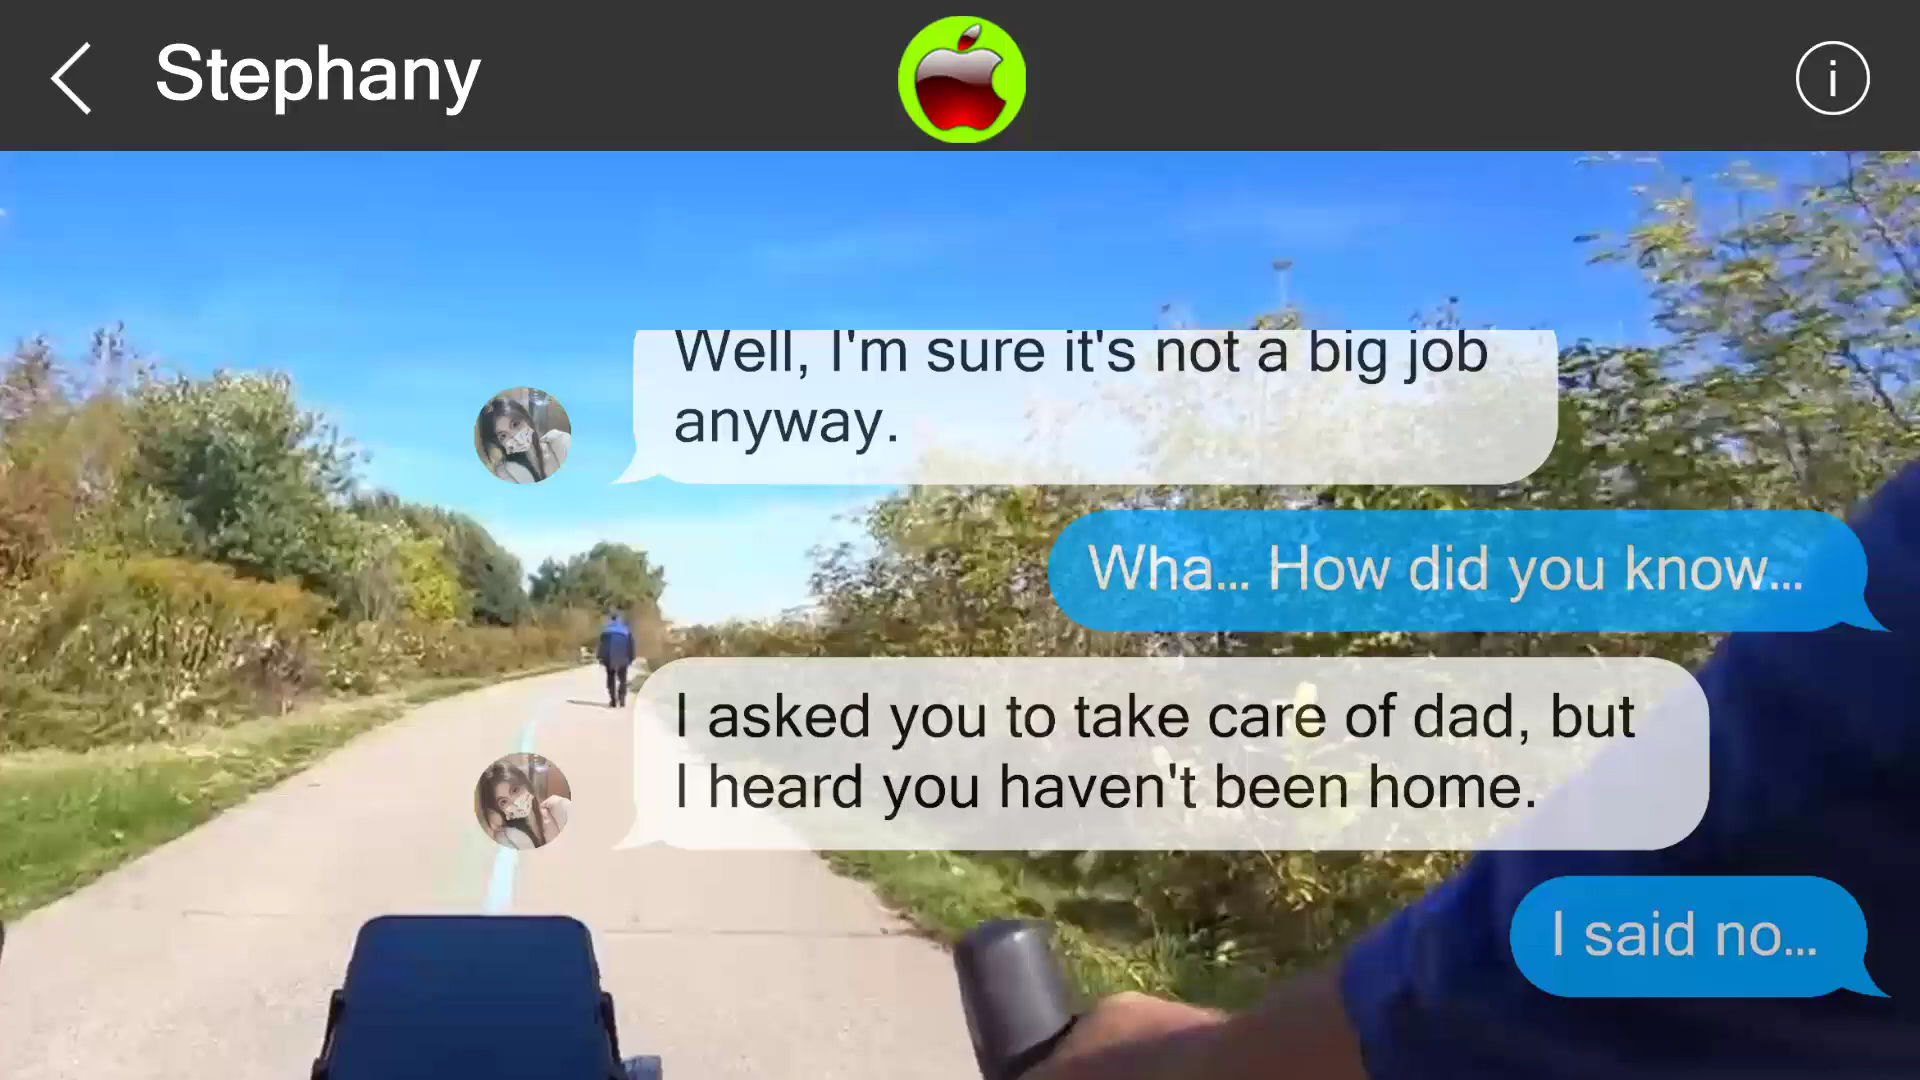 Stephany
Well, I'm sure it's not a big job
anyway.
Wha... How did you know...
I asked you to take care of dad, but
I heard you haven't been home.
I said no...